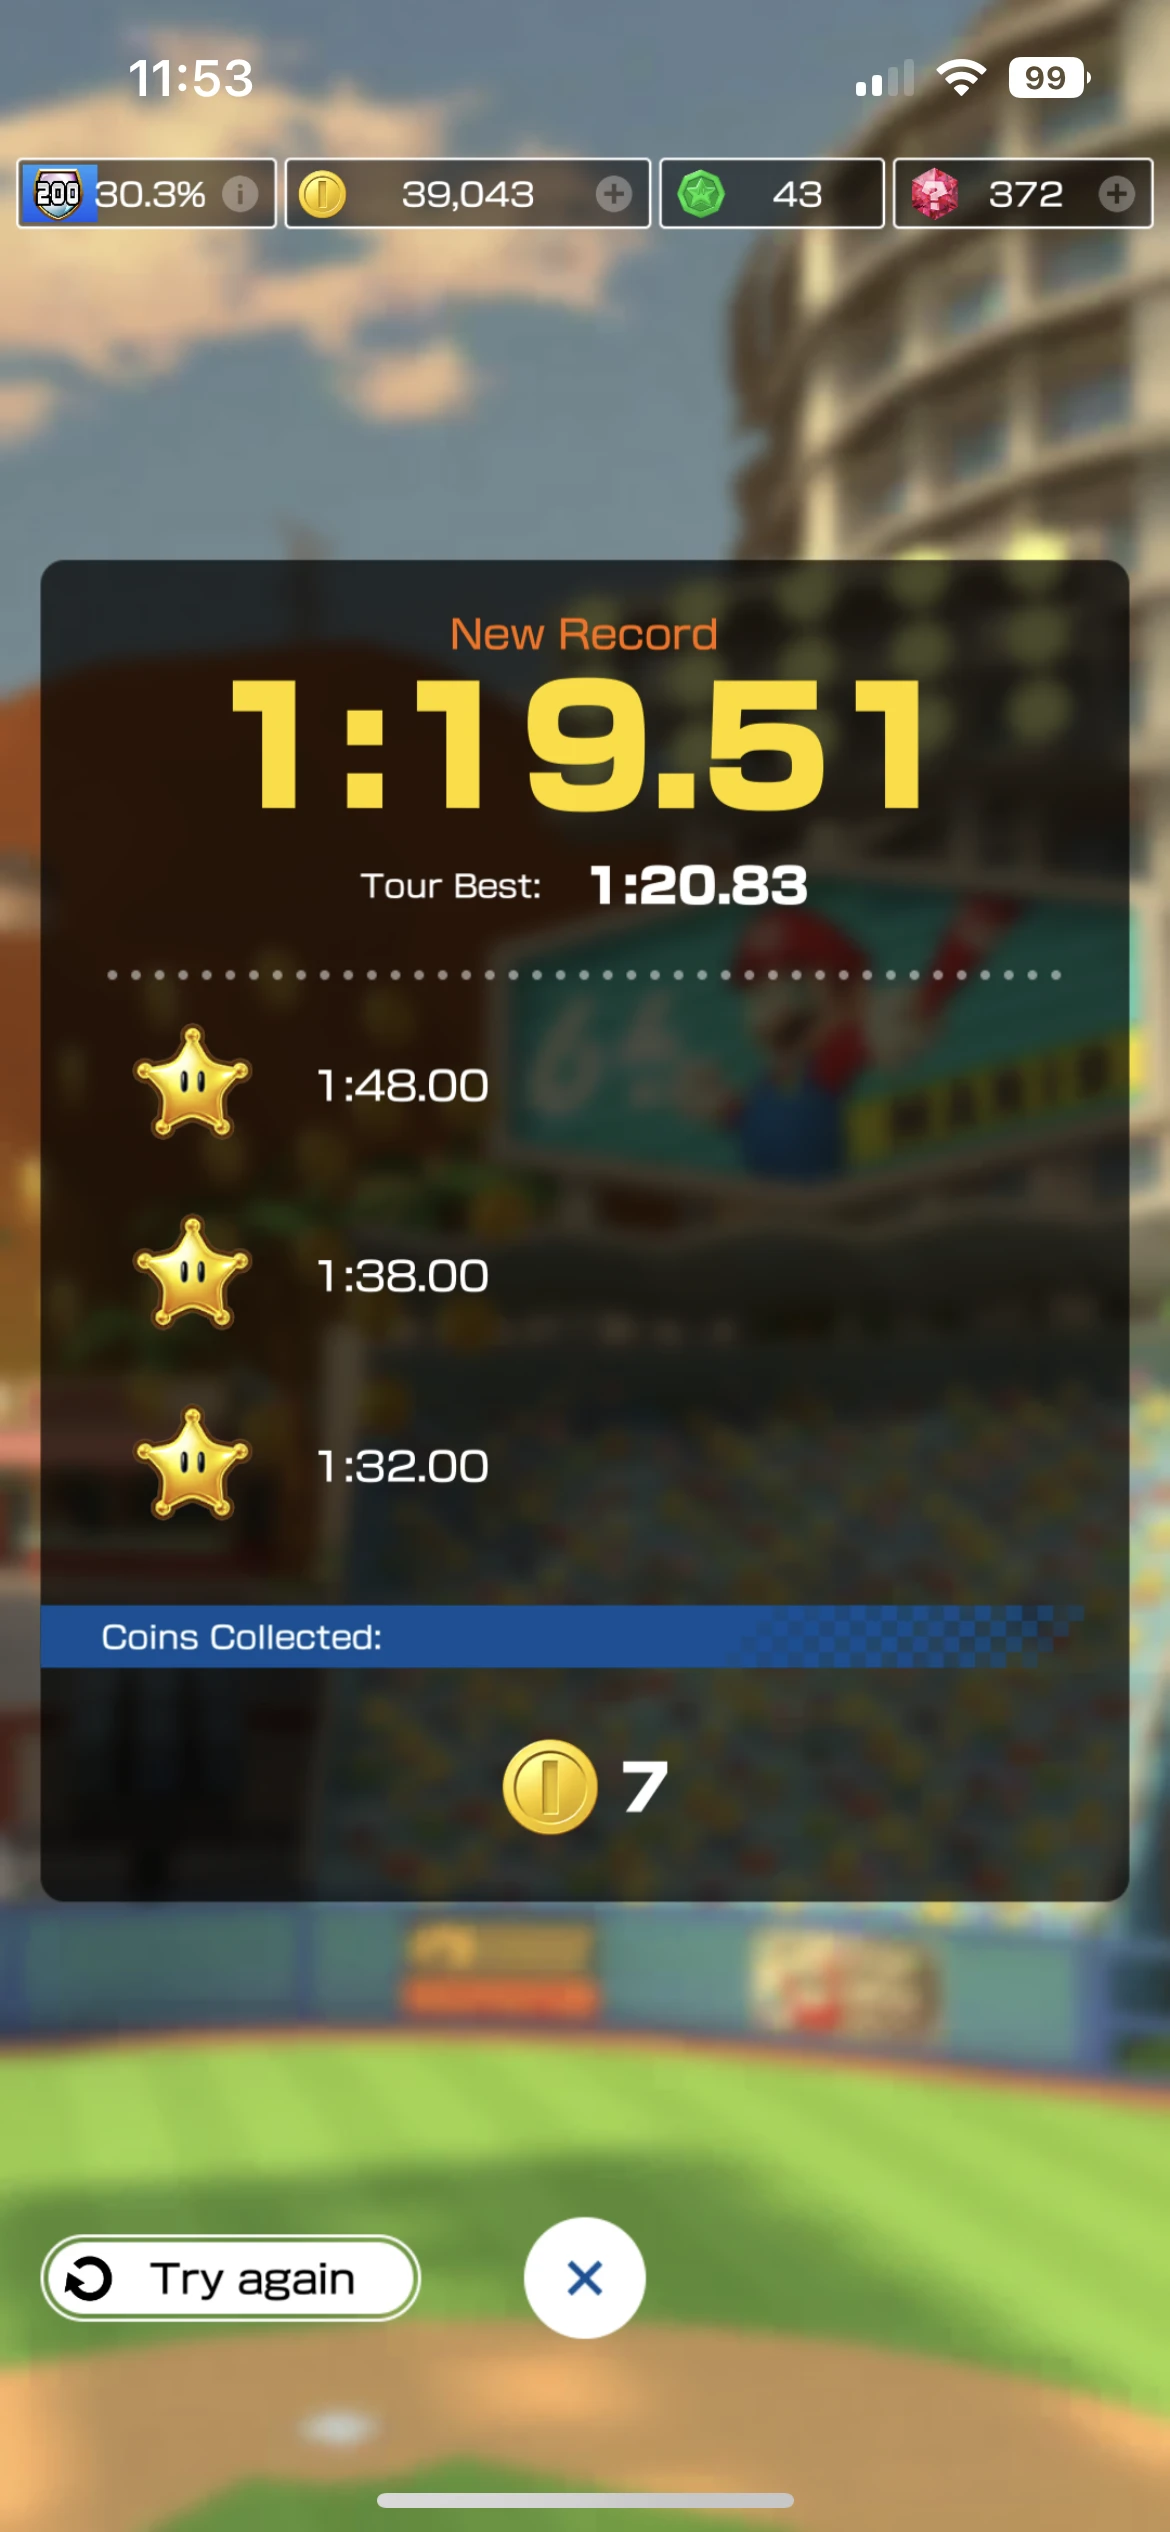 11:53
99
200 30.3% i 39,043 + 43 372 +
New Record
1:19.51
Tour Best: 1:20.83
1:48.00
1:38.00
1:32.00
Coins Collected:
7
Try again